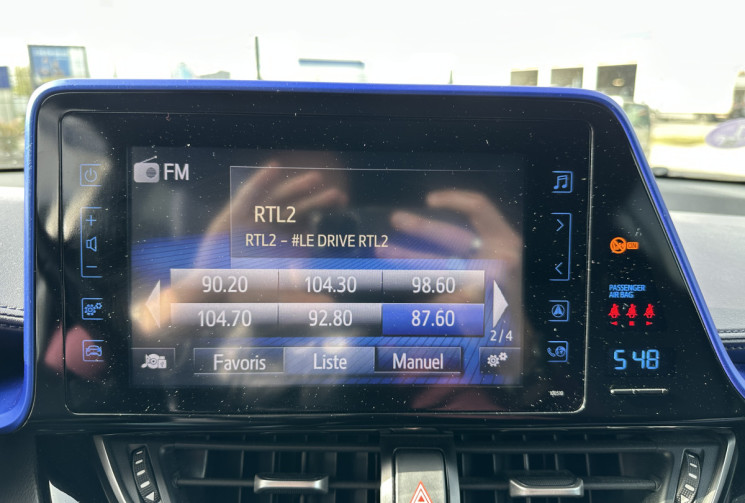 FM
RTL2
RTL2 - #LE DRIVE RTL2
90.20 104.30 98.60
104.70 92.80 87.60
2/4
Favoris Liste Manuel
ON
PASSENGER
AIR BAG
5:48